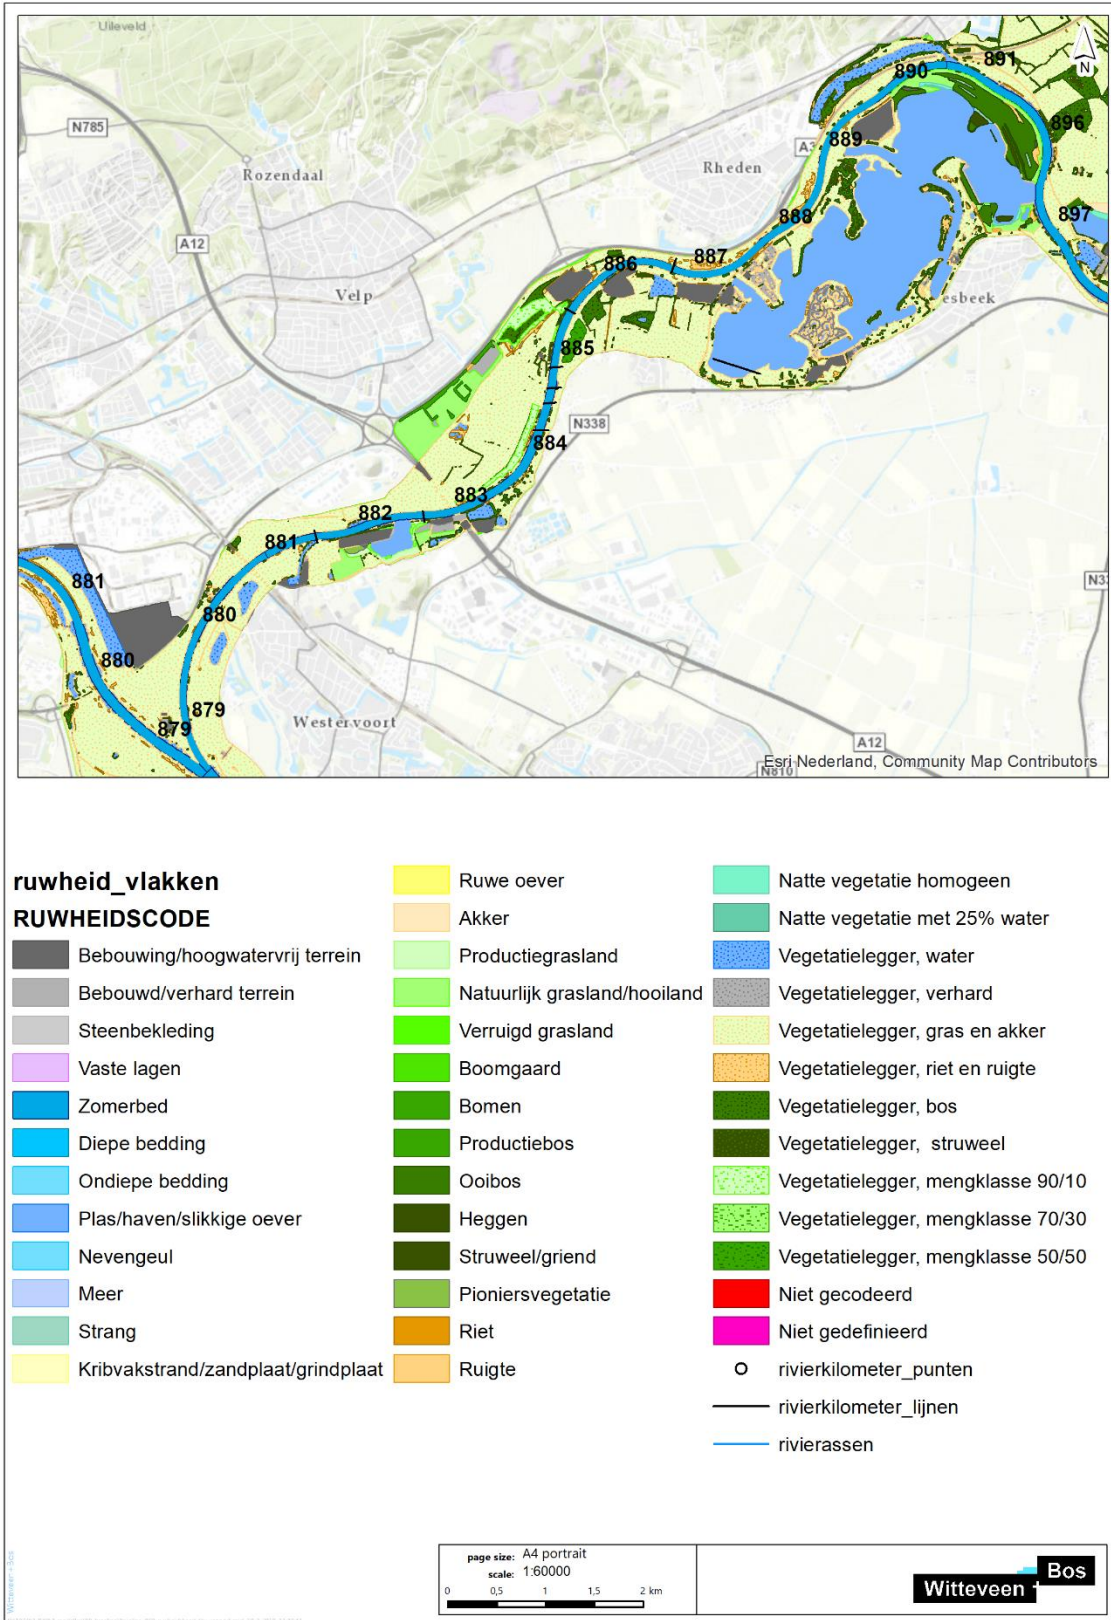 Uileveld
N785
Rozendaal
Rheden
A3
A12
Velp
esbeek
N338
N33
Westervoort
A12
N810
N
891
890
896
889
897
888
887
886
885
884
883
882
881
881
880
880
879
879
Esri Nederland, Community Map Contributors
ruwheid_vlakken
RUWHEIDSCODE
Bebouwing/hoogwatervrij terrein
Bebouwd/verhard terrein
Steenbekleding
Vaste lagen
Zomerbed
Diepe bedding
Ondiepe bedding
Plas/haven/slikkige oever
Nevengeul
Meer
Strang
Kribvakstrand/zandplaat/grindplaat
Ruwe oever
Akker
Productiegrasland
Natuurlijk grasland/hooiland
Verruigd grasland
Boomgaard
Bomen
Productiebos
Ooibos
Heggen
Struweel/griend
Pioniersvegetatie
Riet
Ruigte
Natte vegetatie homogeen
Natte vegetatie met 25% water
Vegetatielegger, water
Vegetatielegger, verhard
Vegetatielegger, gras en akker
Vegetatielegger, riet en ruigte
Vegetatielegger, bos
Vegetatielegger, struweel
Vegetatielegger, mengklasse 90/10
Vegetatielegger, mengklasse 70/30
Vegetatielegger, mengklasse 50/50
Niet gecodeerd
Niet gedefinieerd
rivierkilometer_punten
rivierkilometer_lijnen
rivierassen
page size: A4 portrait
scale: 1:60000
0 0,5 1 1,5 2 km
Witteveen + Bos
Witteveen + Bos